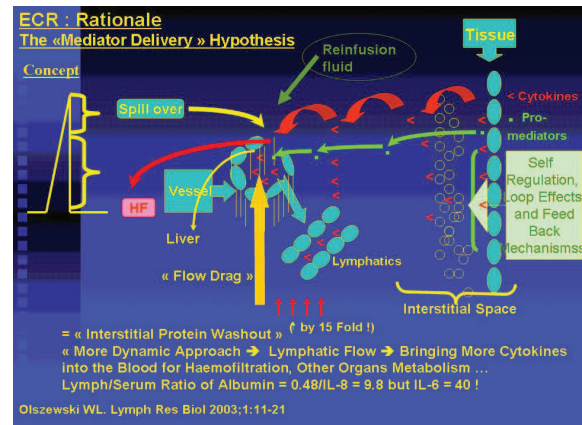 ECR : Rationale
The «Mediator Delivery » Hypothesis
Concept
Reinfusion
fluid
Tissue
Spill over
< Cytokines
Pro-
mediators
Self
Regulation,
Loop Effects
and Feed
Back
Mechanismss
Vessel
HF
Liver
Lymphatics
« Flow Drag »
Interstitial Space
(↑ by 15 Fold !)
= « Interstitial Protein Washout »
« More Dynamic Approach ➔ Lymphatic Flow ➔ Bringing More Cytokines
into the Blood for Haemofiltration, Other Organs Metabolism …
Lymph/Serum Ratio of Albumin = 0.48/IL-8 = 9.8 but IL-6 = 40 !
Olszewski WL. Lymph Res Biol 2003;1:11-21